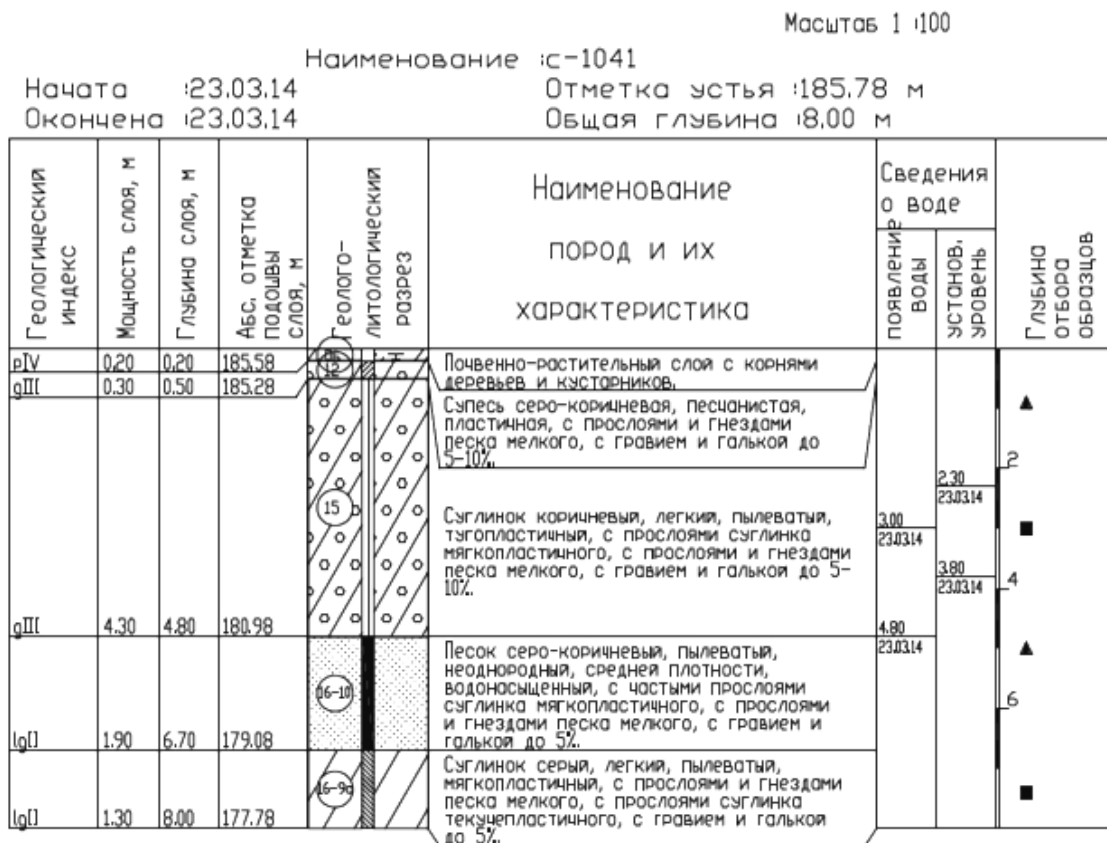 Масштаб 1 :100
Наименование :с-1041
Начата :23.03.14
Отметка устья :185.78 м
Окончена :23.03.14
Общая глубина :8.00 м
Геологический индекс
Мощность слоя, м
Глубина слоя, м
Абс. отметка подошвы слоя, м
Геолого-литологический разрез
Наименование
пород и их
характеристика
Сведения
о воде
появление воды
установ. уровень
Глубина отбора образцов
pIV 0.20 0.20 185.58
Почвенно-растительный слой с корнями
деревьев и кустарников.
gIII 0.30 0.50 185.28
12
Супесь серо-коричневая, песчанистая,
пластичная, с прослоями и гнездами
песка мелкого, с гравием и галькой до
5-10%.
2
2.30
23.03.14
15
Суглинок коричневый, легкий, пылеватый,
тугопластичный, с прослоями суглинка
мягкопластичного, с прослоями и гнездами
песка мелкого, с гравием и галькой до 5-
10%.
3.00
23.03.14
3.80
23.03.14
4
gIII 4.30 4.80 180.98
4.80
23.03.14
16-10
Песок серо-коричневый, пылеватый,
неоднородный, средней плотности,
водонасыщенный, с частыми прослоями
суглинка мягкопластичного, с прослоями
и гнездами песка мелкого, с гравием и
галькой до 5%.
6
1.90 6.70 179.08
16-9а
Суглинок серый, легкий, пылеватый,
мягкопластичный, с прослоями и гнездами
песка мелкого, с прослоями суглинка
текучепластичного, с гравием и галькой
до 5%.
1.30 8.00 177.78